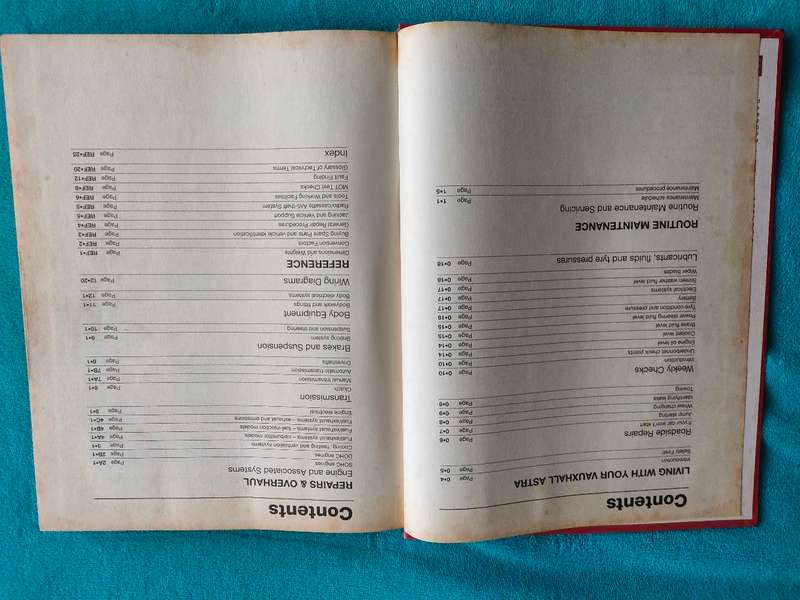 Contents
LIVING WITH YOUR VAUXHALL ASTRA
Introduction Page 0•4
Safety First Page 0•5
Roadside Repairs
If your car won't start Page 0•6
Jump starting Page 0•7
Wheel changing Page 0•8
Identifying leaks Page 0•9
Towing Page 0•9
Weekly Checks
Introduction Page 0•10
Underbonnet check points Page 0•10
Engine oil level Page 0•14
Coolant level Page 0•14
Brake fluid level Page 0•15
Power steering fluid level Page 0•15
Tyre condition and pressure Page 0•16
Battery Page 0•17
Electrical systems Page 0•17
Screen washer fluid level Page 0•17
Wiper blades Page 0•18
Lubricants, fluids and tyre pressures Page 0•18
ROUTINE MAINTENANCE
Routine Maintenance and Servicing
Maintenance schedule Page 1•1
Maintenance procedures Page 1•5
Contents
REPAIRS & OVERHAUL
Engine and Associated Systems
SOHC engines Page 2A•1
DOHC engines Page 2B•1
Cooling, heating and ventilation systems Page 3•1
Fuel/exhaust systems – carburettor models Page 4A•1
Fuel/exhaust systems – fuel-injection models Page 4B•1
Fuel/exhaust systems – exhaust and emissions Page 4C•1
Engine electrical Page 5•1
Transmission
Clutch Page 6•1
Manual transmission Page 7A•1
Automatic transmission Page 7B•1
Driveshafts Page 8•1
Brakes and Suspension
Braking system Page 9•1
Suspension and steering Page 10•1
Body Equipment
Bodywork and fittings Page 11•1
Body electrical systems Page 12•1
Wiring Diagrams Page 12•20
REFERENCE
Dimensions and Weights Page REF•1
Conversion Factors Page REF•2
Buying Spare Parts and Vehicle Identification Page REF•3
General Repair Procedures Page REF•4
Jacking and Vehicle Support Page REF•5
Radio/cassette Anti-theft System Page REF•5
Tools and Working Facilities Page REF•6
MOT Test Checks Page REF•8
Fault Finding Page REF•12
Glossary of Technical Terms Page REF•20
Index Page REF•25